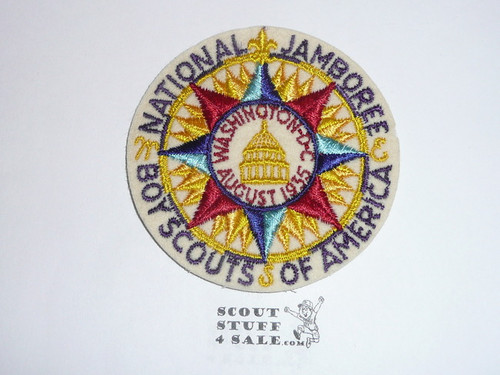 NATIONAL JAMBOREE
WASHINGTON-D-C
AUGUST 1935
BOY SCOUTS OF AMERICA
SCOUT
STUFF
4 SALE.com